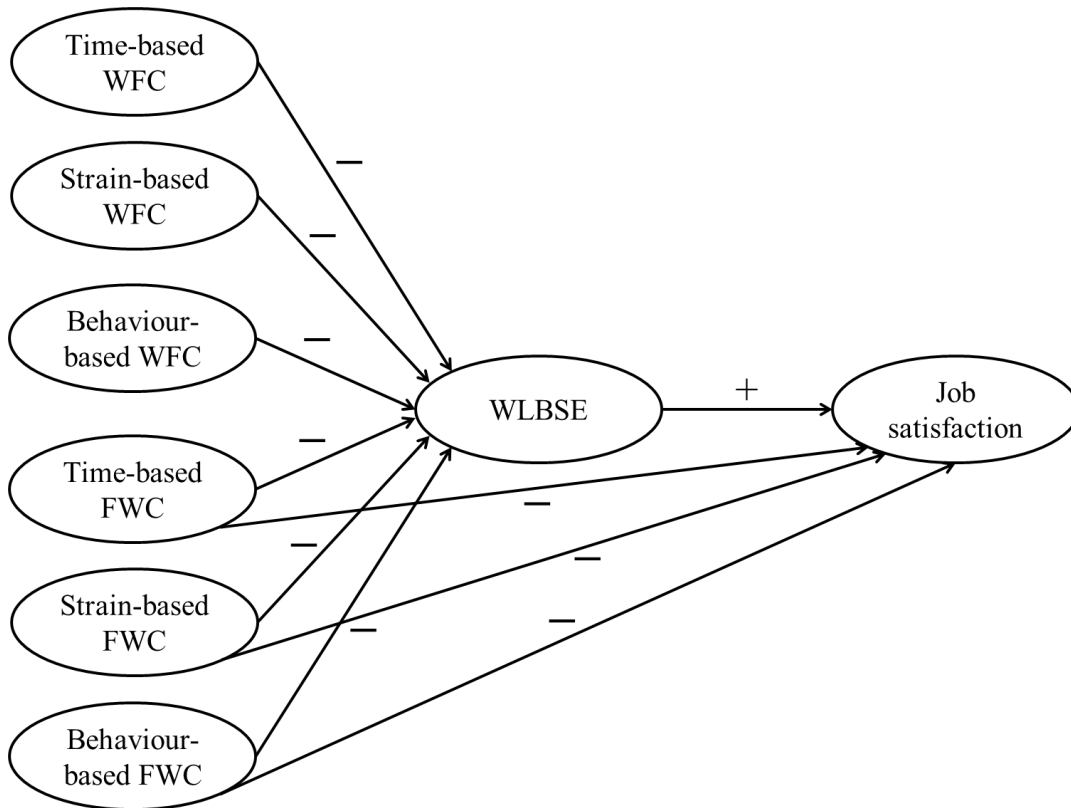 Time-based
WFC
−
Strain-based
WFC
−
Behaviour-
based WFC
−
WLBSE
+
Job
satisfaction
−
Time-based
FWC
−
−
Strain-based
FWC
−
−
−
Behaviour-
based FWC